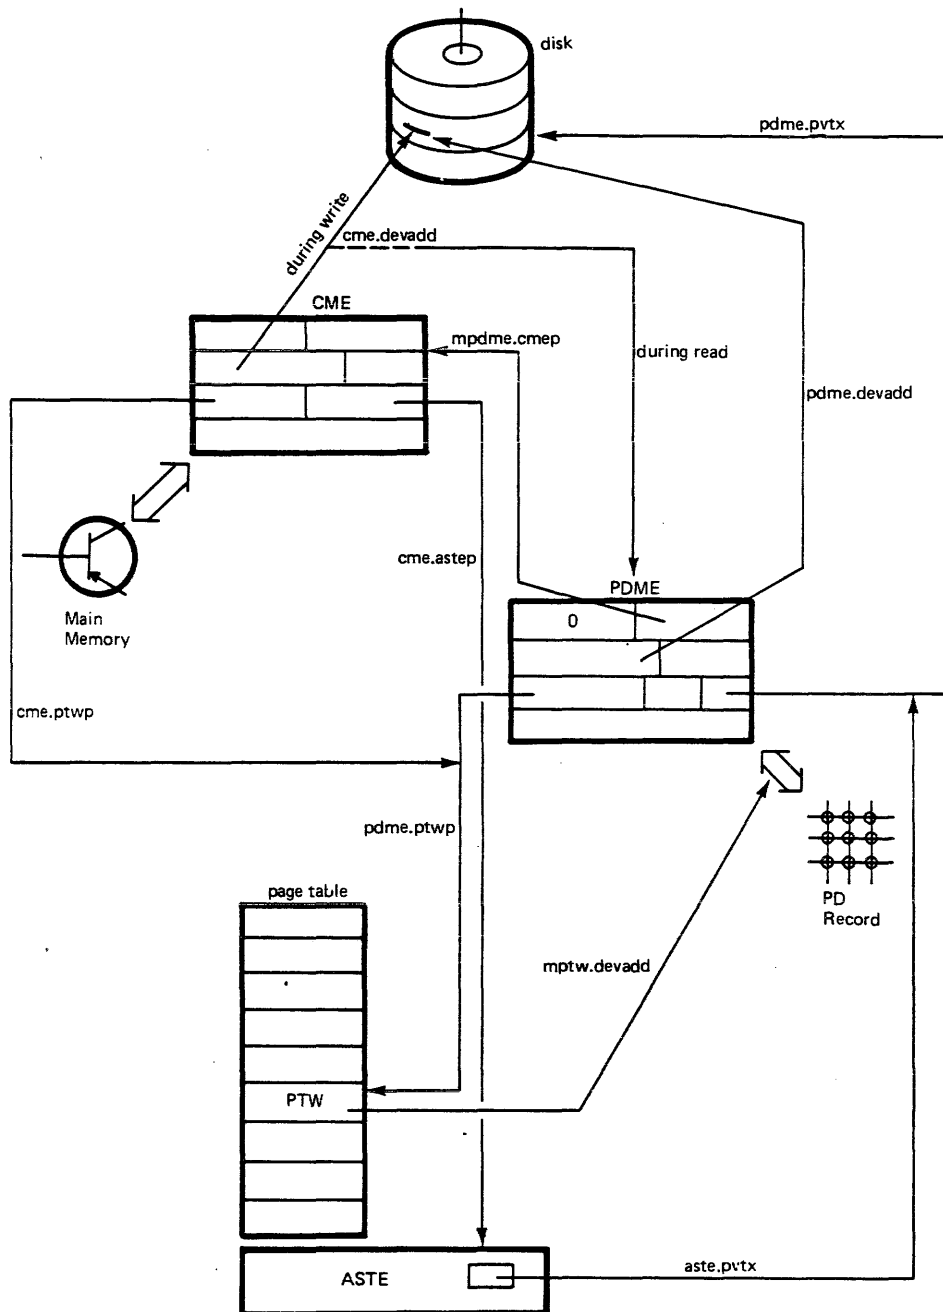 disk
pdme.pvtx
during write
cme.devadd
CME
mpdme.cmep
during read
pdme.devadd
cme.astep
PDME
0
Main
Memory
cme.ptwp
pdme.ptwp
PD
Record
page table
mptw.devadd
PTW
ASTE
aste.pvtx